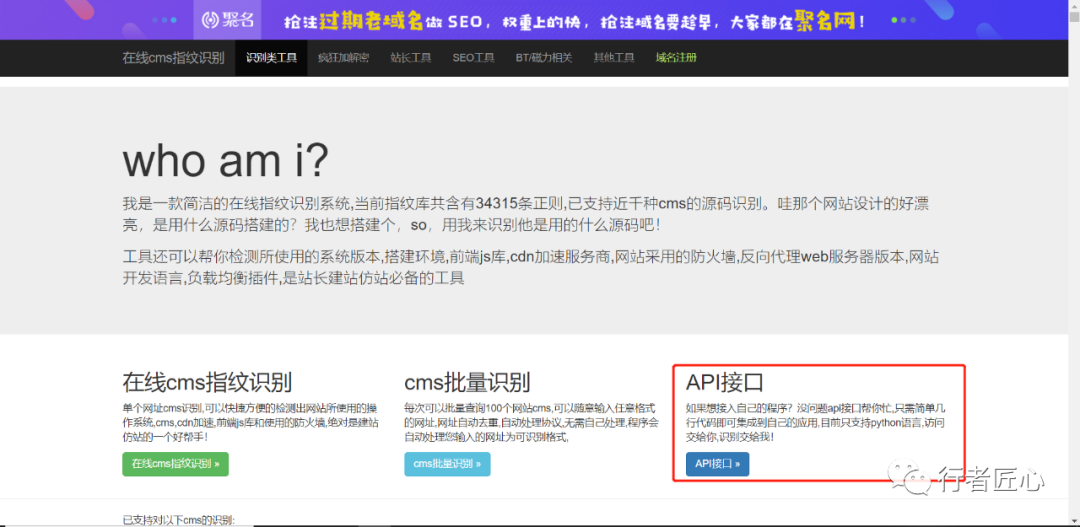 聚名 抢注过期老域名做 SEO，权重上的快，抢注域名要趁早，大家都在聚名网！
在线cms指纹识别 识别类工具 疯狂加解密 站长工具 SEO工具 BT/磁力相关 其他工具 域名注册
who am i?
我是一款简洁的在线指纹识别系统,当前指纹库共含有34315条正则,已支持近千种cms的源码识别。哇那个网站设计的好漂
亮，是用什么源码搭建的？我也想搭建个，so，用我来识别他是用的什么源码吧！
工具还可以帮你检测所使用的系统版本,搭建环境,前端js库,cdn加速服务商,网站采用的防火墙,反向代理web服务器版本,网站
开发语言,负载均衡插件,是站长建站仿站必备的工具
在线cms指纹识别
单个网址cms识别,可以快捷方便的检测出网站所使用的操
作系统,cms,cdn加速,前端js库和使用的防火墙,绝对是建站
仿站的一个好帮手!
在线cms指纹识别 »
cms批量识别
每次可以批量查询100个网站cms,可以随意输入任意格式
的网址,网址自动去重,自动处理协议,无需自己处理,程序会
自动处理您输入的网址为可识别格式,
cms批量识别 »
API接口
如果想接入自己的程序？没问题api接口帮你忙,只需简单几
行代码即可集成到自己的应用,目前只支持python语言,访问
交给你,识别交给我!
API接口 »
行者匠心
已支持对以下cms的识别: